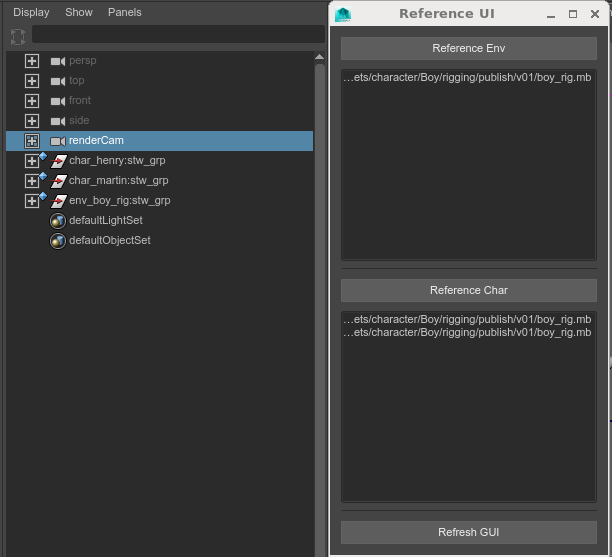 Display Show Panels
persp
top
front
side
renderCam
char_henry:stw_grp
char_martin:stw_grp
env_boy_rig:stw_grp
defaultLightSet
defaultObjectSet
Reference UI
Reference Env
...ets/character/Boy/rigging/publish/v01/boy_rig.mb
Reference Char
...ets/character/Boy/rigging/publish/v01/boy_rig.mb
...ets/character/Boy/rigging/publish/v01/boy_rig.mb
Refresh GUI